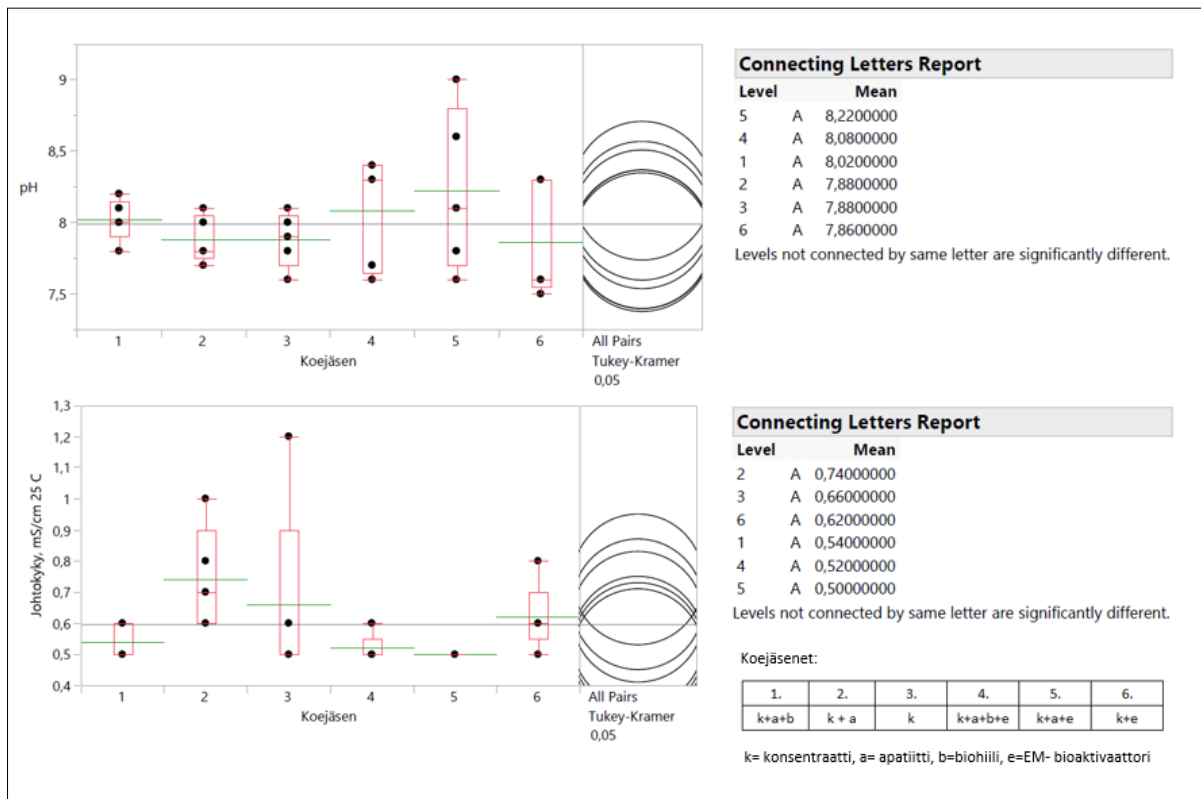 9
8,5
pH
8
7,5
1 2 3 4 5 6
Koejäsen
All Pairs
Tukey-Kramer
0,05
Connecting Letters Report
Level Mean
5 A 8,2200000
4 A 8,0800000
1 A 8,0200000
2 A 7,8800000
3 A 7,8800000
6 A 7,8600000
Levels not connected by same letter are significantly different.
1,3
1,2
1,1
1
0,9
0,8
0,7
0,6
0,5
0,4
Johtokyky, mS/cm 25 C
1 2 3 4 5 6
Koejäsen
All Pairs
Tukey-Kramer
0,05
Connecting Letters Report
Level Mean
2 A 0,74000000
3 A 0,66000000
6 A 0,62000000
1 A 0,54000000
4 A 0,52000000
5 A 0,50000000
Levels not connected by same letter are significantly different.
Koejäsenet:
1. 2. 3. 4. 5. 6.
k+a+b k + a k k+a+b+e k+a+e k+e
k= konsentraatti, a= apatiitti, b=biohiili, e=EM- bioaktivaattori